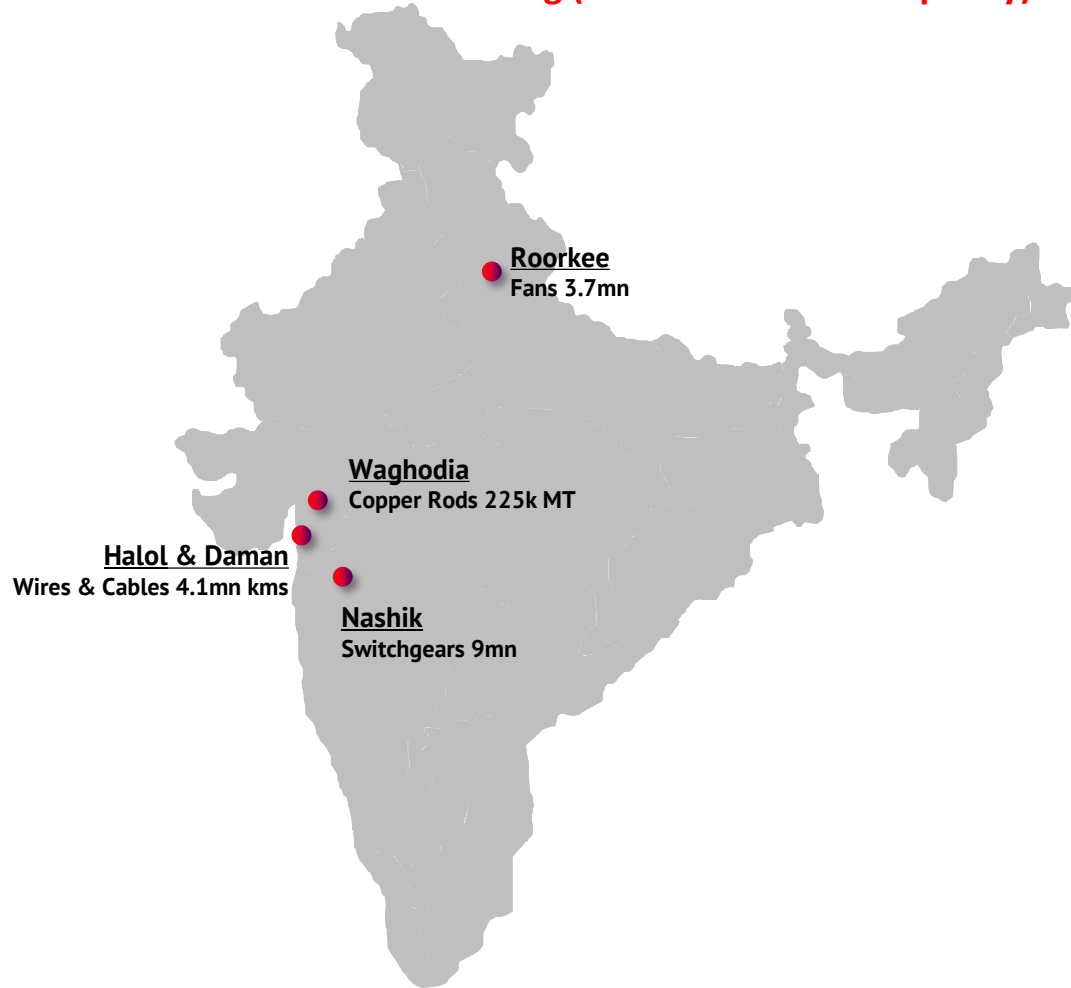 Roorkee
Fans 3.7mn
Waghodia
Copper Rods 225k MT
Halol & Daman
Wires & Cables 4.1mn kms
Nashik
Switchgears 9mn